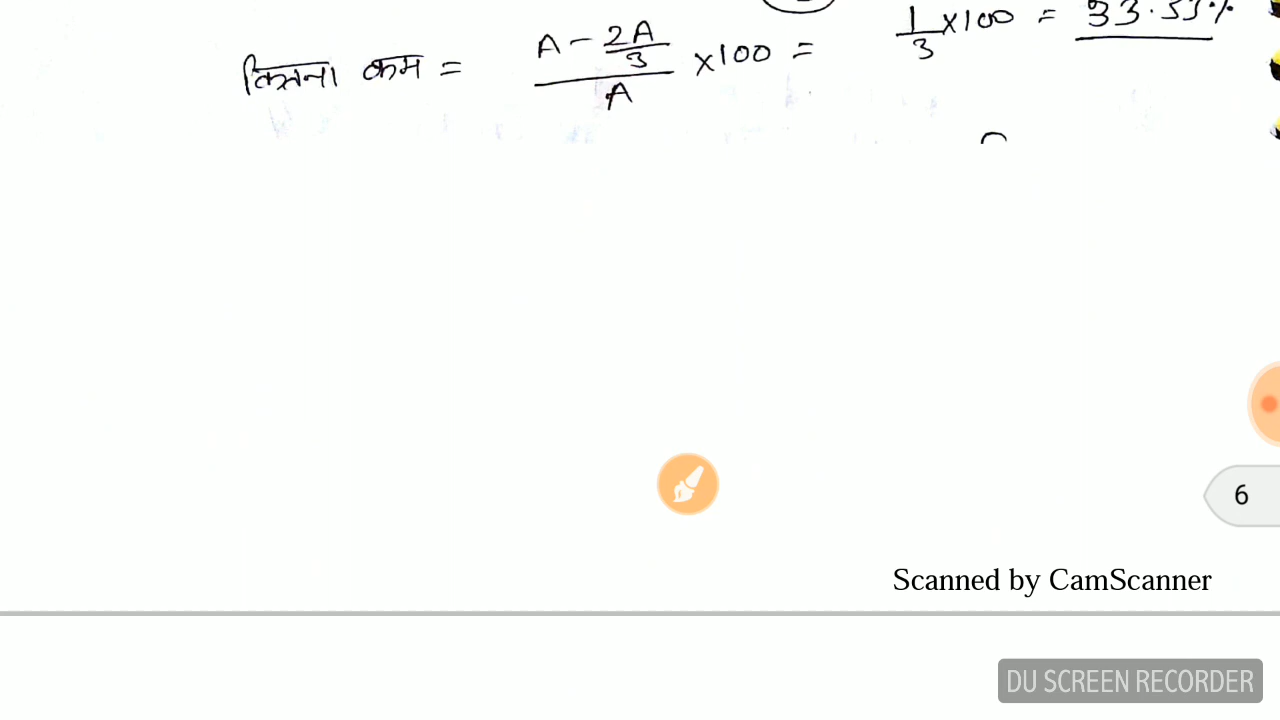 कितना कम = (A - 2A/3)/A ×100 = 1/3 ×100 = 33.33%
6
Scanned by CamScanner
DU SCREEN RECORDER